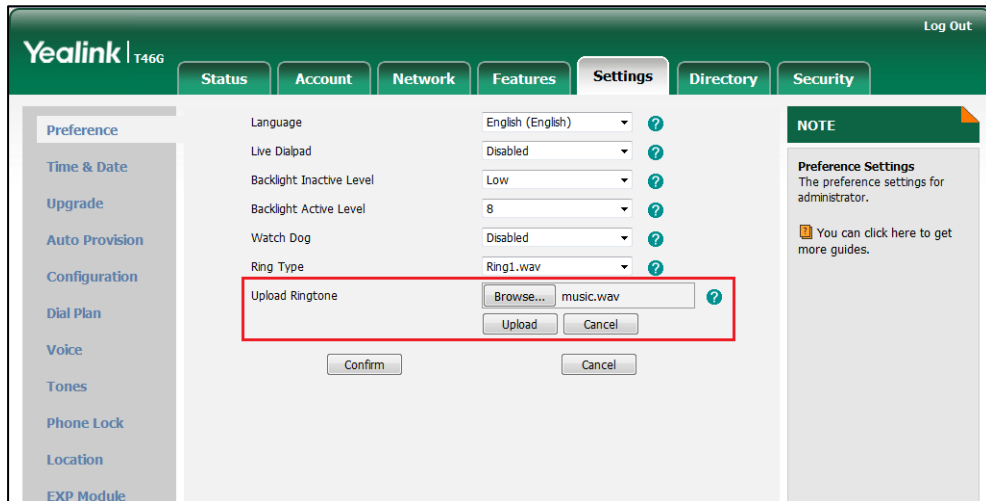 Log Out
Yealink | T46G
Status Account Network Features Settings Directory Security
Preference
Time & Date
Upgrade
Auto Provision
Configuration
Dial Plan
Voice
Tones
Phone Lock
Location
EXP Module
Language English (English) ?
Live Dialpad Disabled ?
Backlight Inactive Level Low ?
Backlight Active Level 8 ?
Watch Dog Disabled ?
Ring Type Ring1.wav ?
Upload Ringtone Browse... music.wav ?
Upload Cancel
Confirm Cancel
NOTE
Preference Settings
The preference settings for
administrator.
? You can click here to get
more guides.